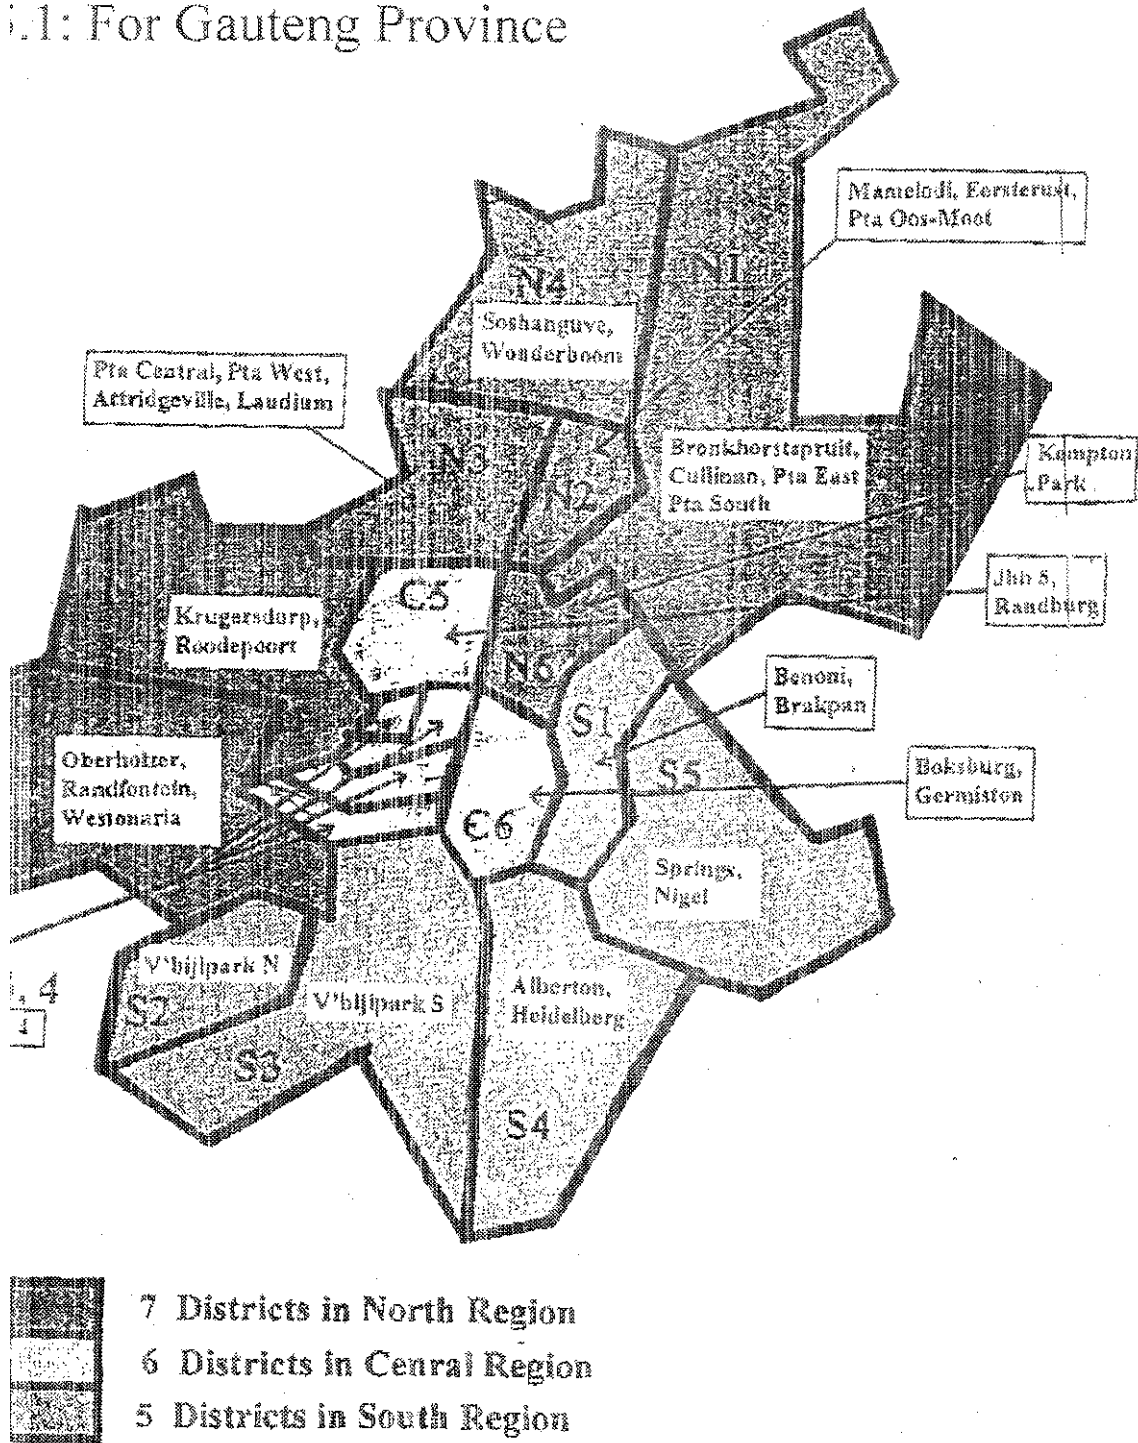 .1: For Gauteng Province
Mamelodi, Eersterust,
Pta Oos-Moot
N1
N4
Soshanguve,
Wonderboom
Pta Central, Pta West,
Attridgeville, Laudium
N3
N2
Bronkhorstspruit,
Cullinan, Pta East
Pta South
Kempton
Park
C5
Jhb 5,
Randburg
Krugersdorp,
Roodepoort
N6
Benoni,
Brakpan
S1
S5
Oberholzer,
Randfontein,
Westonaria
Boksburg,
Germiston
C6
Springs,
Nigel
V'bijlpark N
V'bijlpark S
Alberton,
Heidelberg
, 4
4
S2
S3
S4
7 Districts in North Region
6 Districts in Cenral Region
5 Districts in South Region